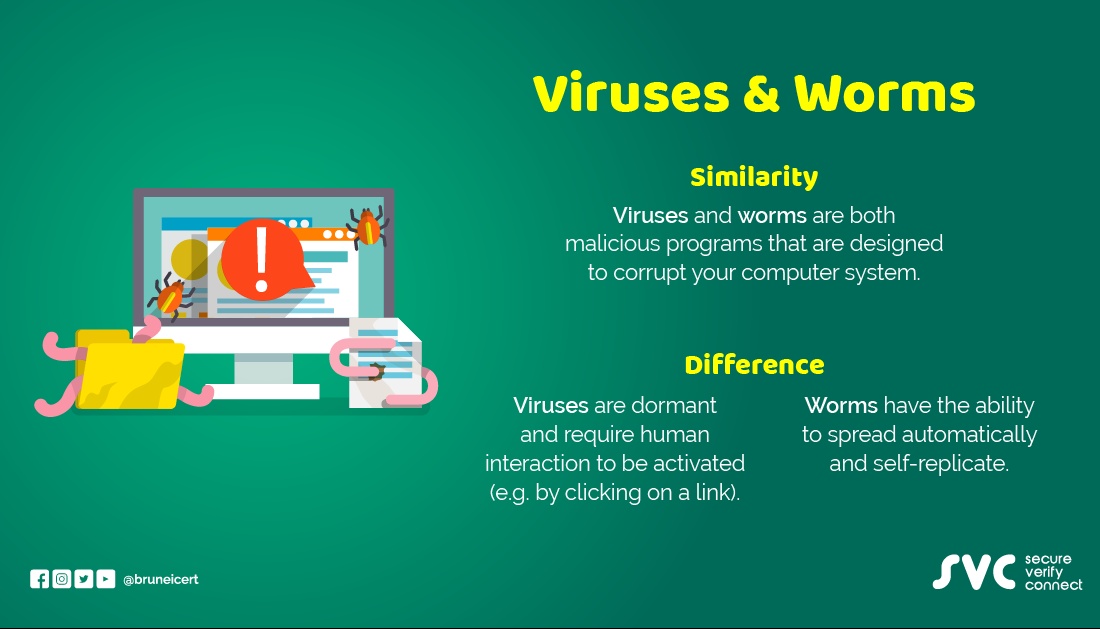 Viruses & Worms
Similarity
Viruses and worms are both
malicious programs that are designed
to corrupt your computer system.
Difference
Viruses are dormant
and require human
interaction to be activated
(e.g. by clicking on a link).
Worms have the ability
to spread automatically
and self-replicate.
!
@bruneicert
SVC
secure
verify
connect